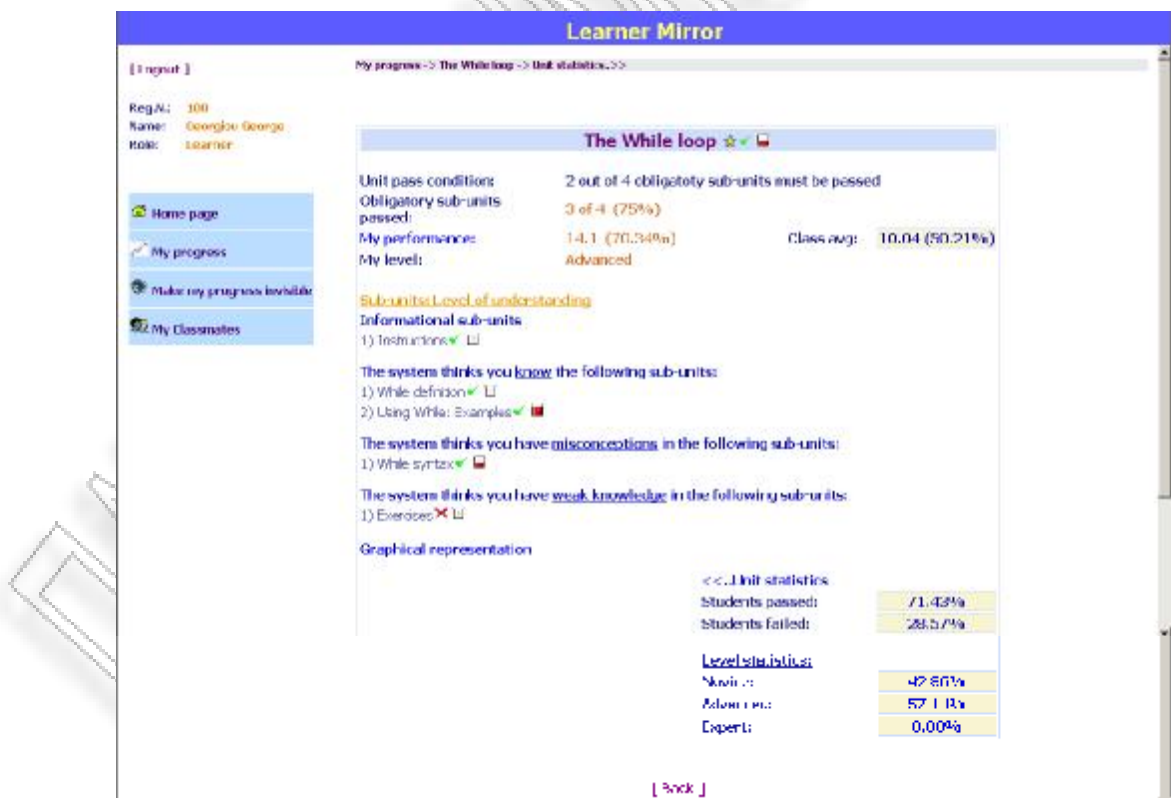 Learner Mirror
[ Logout ]
My progress -> The While loop -> Unit statistics..>>
Reg.N.: 100
Name: Georgiou George
Role: Learner
Home page
My progress
Make my progress invisible
My Classmates
The While loop
Unit pass condition: 2 out of 4 obligatoty sub-units must be passed
Obligatory sub-units passed: 3 of 4 (75%)
My performance: 14.1 (70.34%) Class avg: 10.04 (50.21%)
My level: Advanced
Sub-units: Level of understanding
Informational sub-units
1) Instructions
The system thinks you know the following sub-units:
1) While definition
2) Using While: Examples
The system thinks you have misconceptions in the following sub-units:
1) While syntax
The system thinks you have weak knowledge in the following sub-units:
1) Exercises
Graphical representation
<<..Unit statistics
Students passed: 71.43%
Students failed: 28.57%
Level statistics:
Novice: 42.86%
Advanced: 57.14%
Expert: 0.00%
[ Back ]